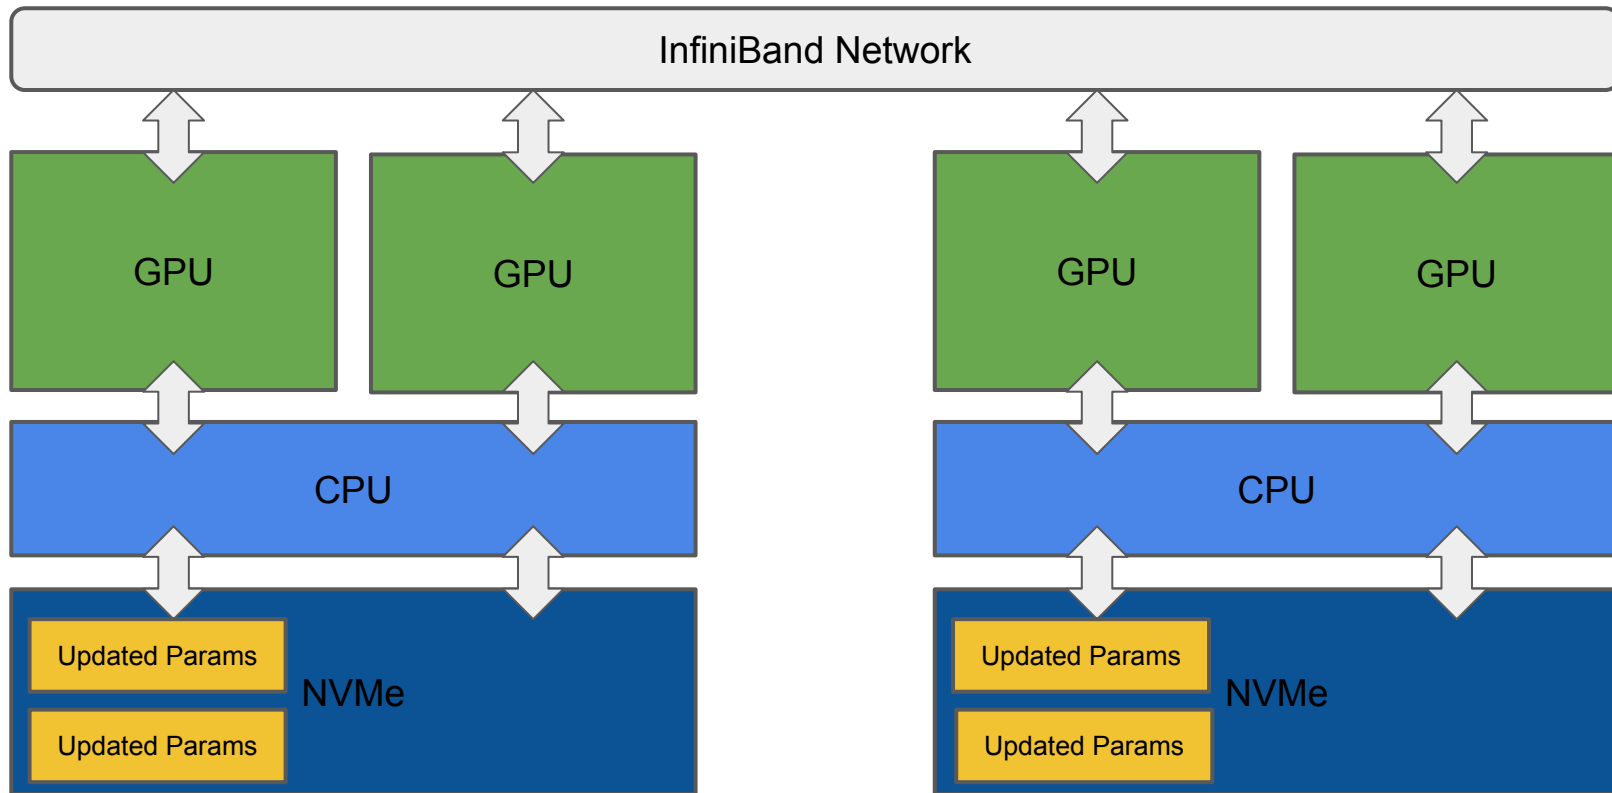 InfiniBand Network
GPU
GPU
GPU
GPU
CPU
CPU
Updated Params
NVMe
Updated Params
Updated Params
NVMe
Updated Params